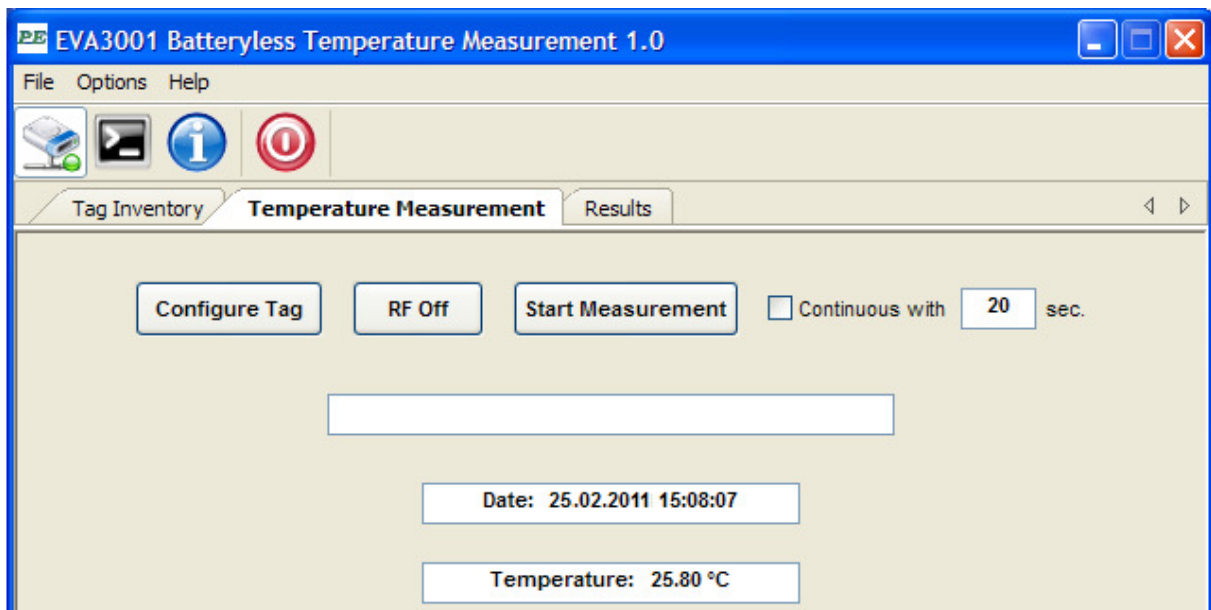 PE EVA3001 Batteryless Temperature Measurement 1.0
File Options Help
Tag Inventory Temperature Measurement Results
Configure Tag RF Off Start Measurement Continuous with 20 sec.
Date: 25.02.2011 15:08:07
Temperature: 25.80 °C